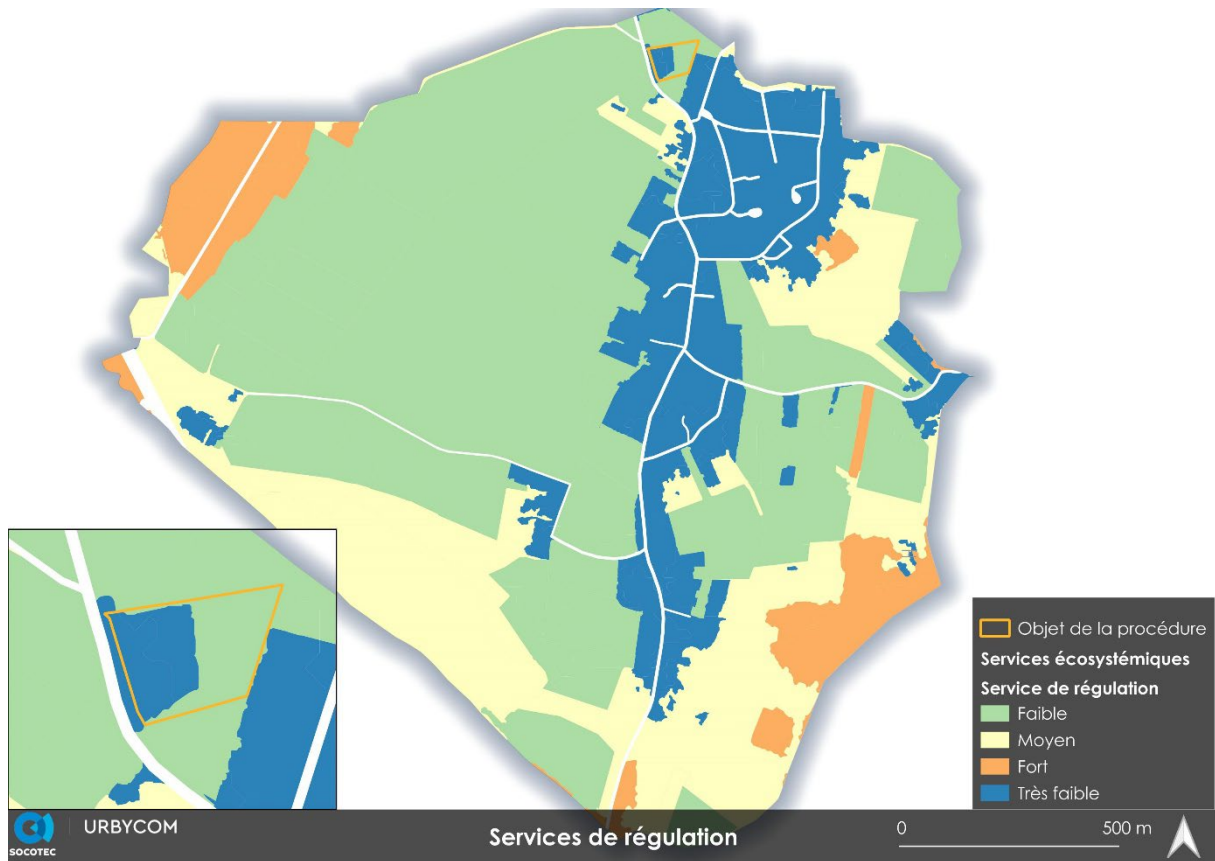 Objet de la procédure
Services écosystémiques
Service de régulation
Faible
Moyen
Fort
Très faible
SOCOTEC
URBYCOM
Services de régulation
0 500 m